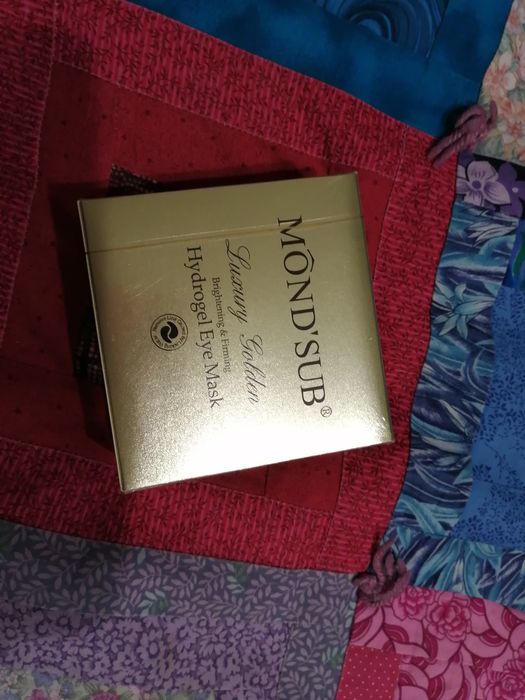 MÔND'SUB®
Luxury Golden
Brightening & Firming
Hydrogel Eye Mask